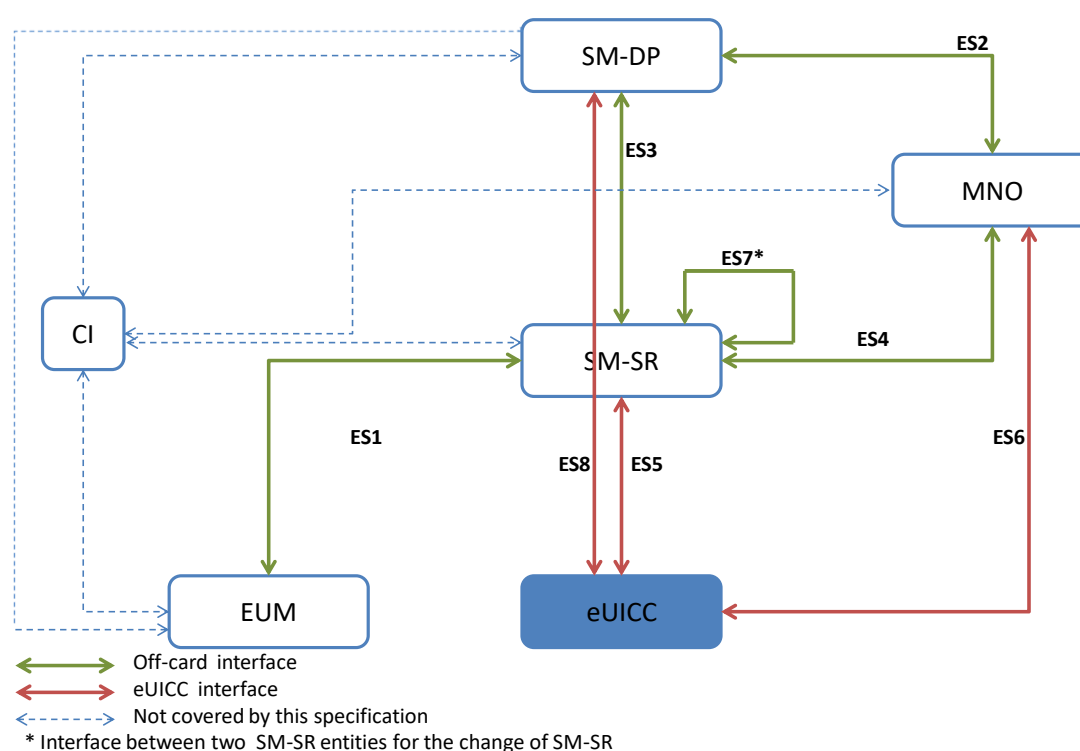 SM-DP
ES2
ES3
MNO
ES7*
CI
SM-SR
ES4
ES1
ES8
ES5
ES6
EUM
eUICC
Off-card interface
eUICC interface
Not covered by this specification
* Interface between two SM-SR entities for the change of SM-SR